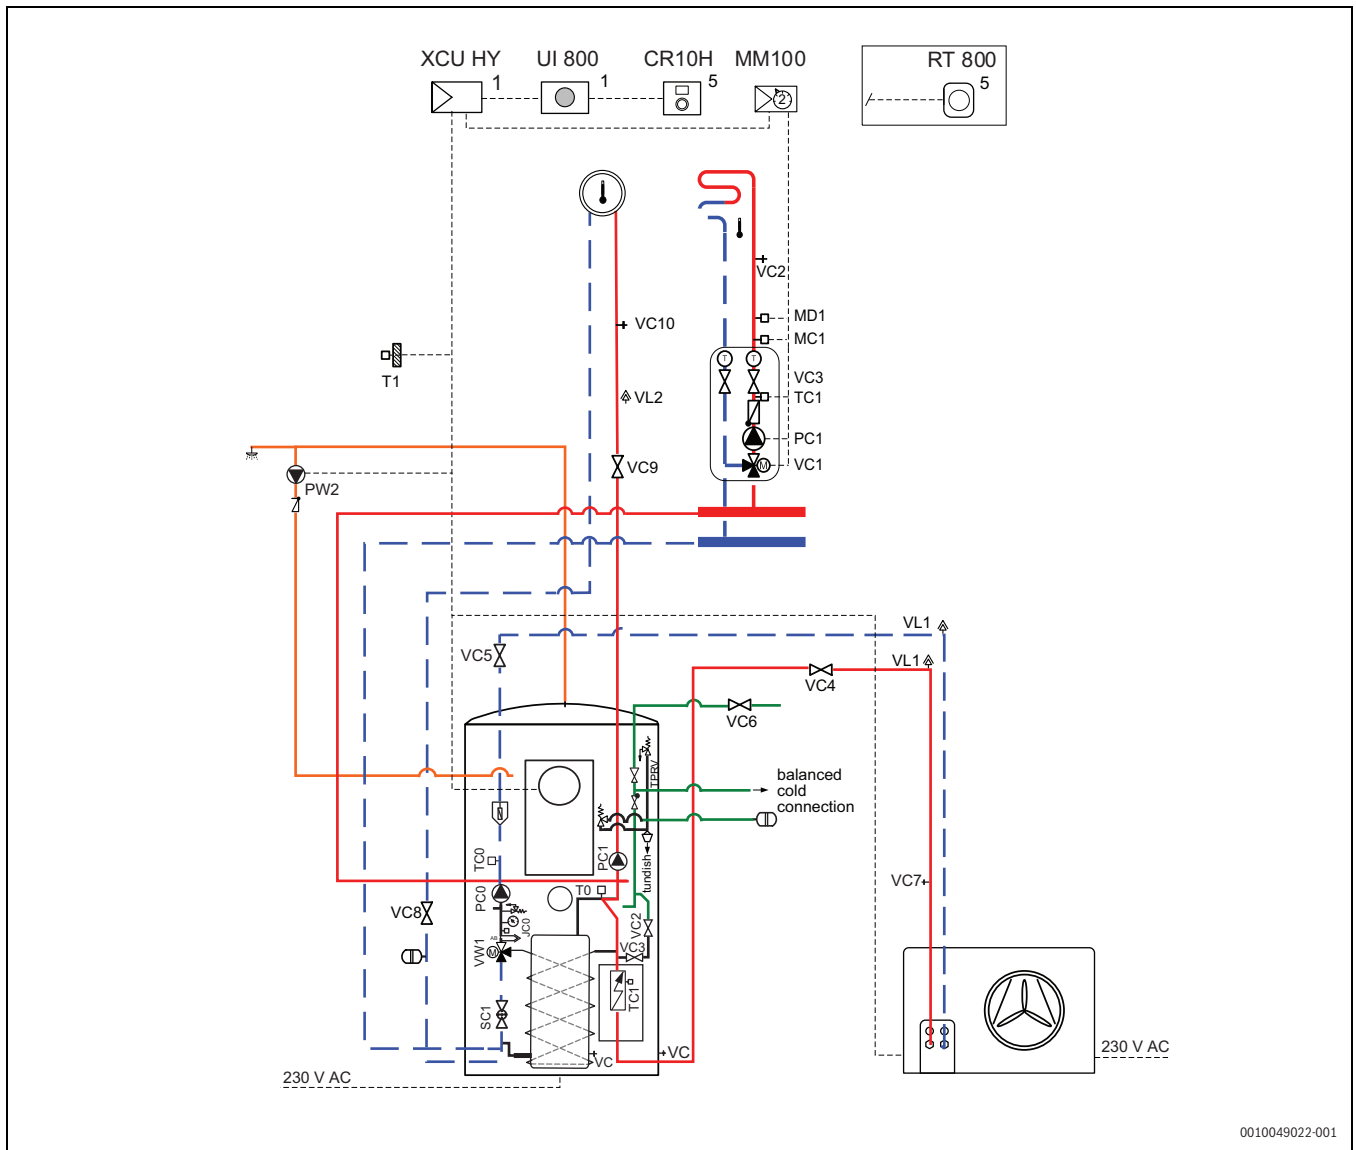 XCU HY
1
UI 800
1
CR10H
5
MM100
2
RT 800
5
VC2
VC10
MD1
MC1
T
T
T1
VL2
VC3
TC1
PC1
VC9
M
VC1
PW2
VL1
VC5
VL1
VC4
VC6
TPRV
balanced
cold
connection
TC0
PC1
tundish
T0
PC0
VC7
VC8
JC0
VC2
AB
VW1
M
VC3
TC1
SC1
VC
VC
230 V AC
230 V AC
0010049022-001